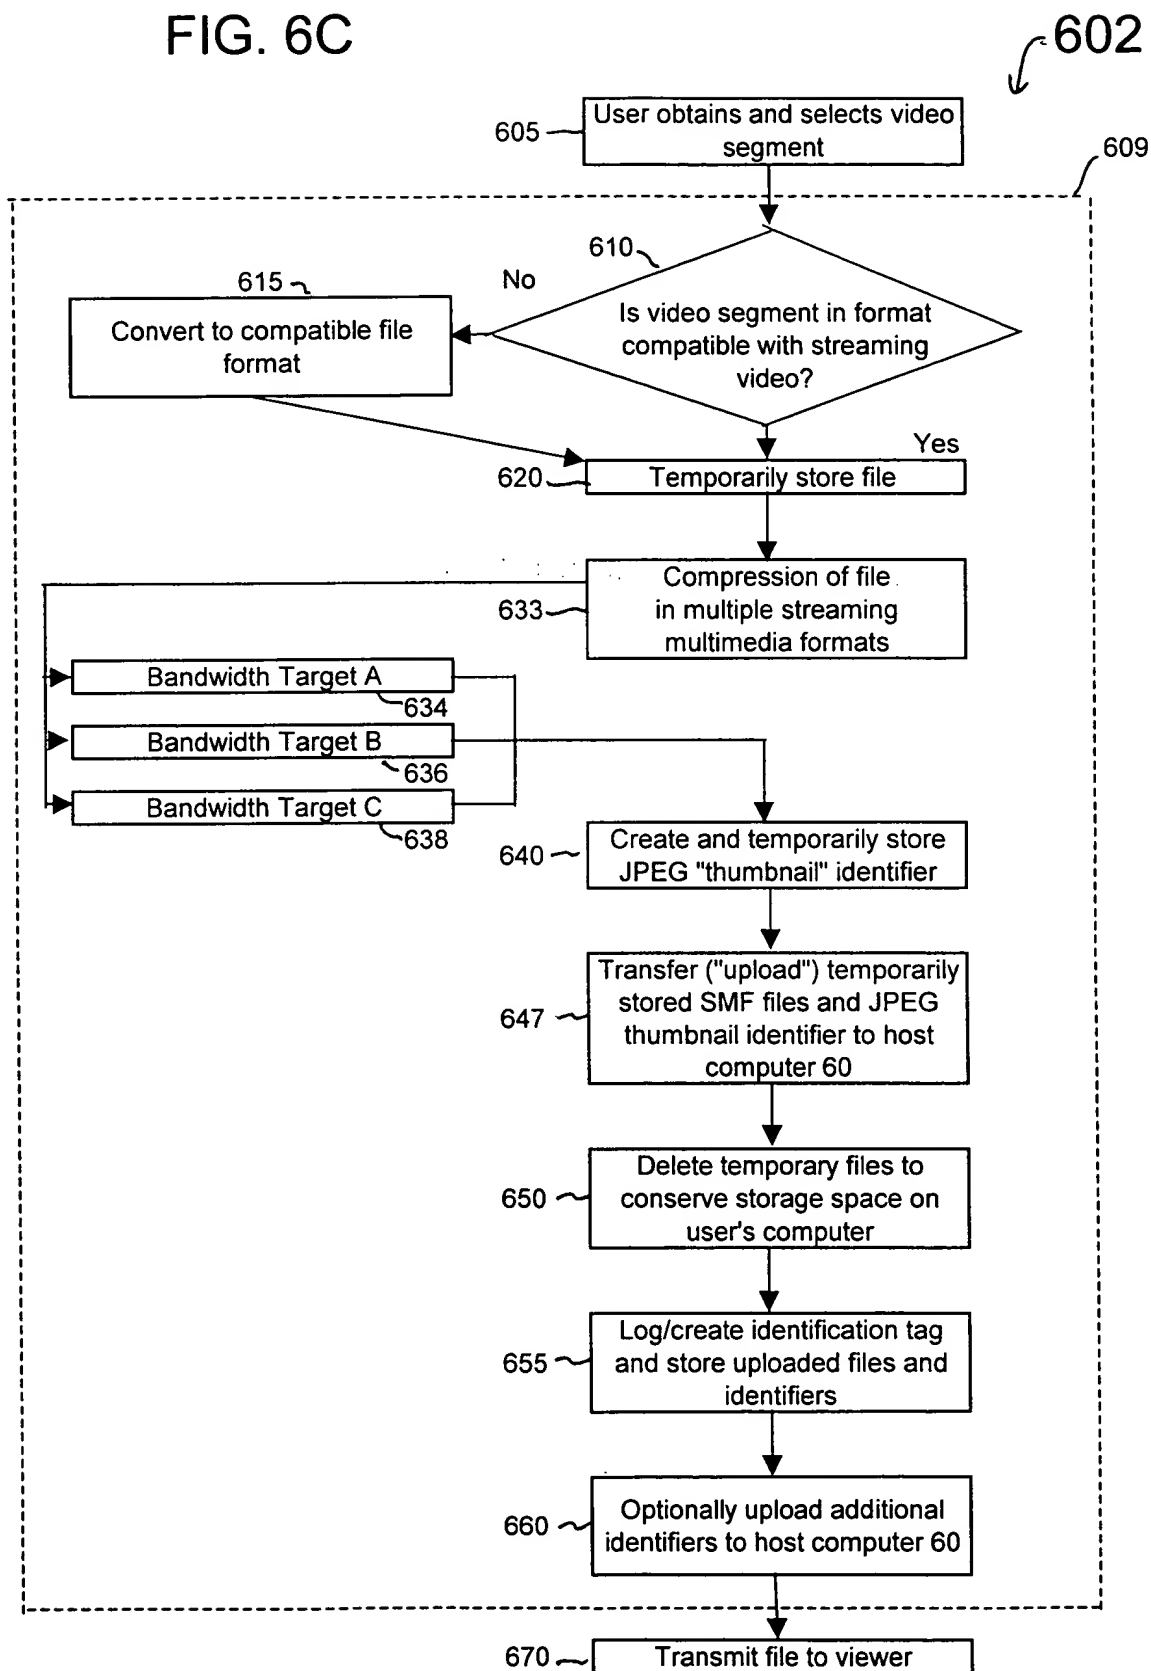 FIG. 6C
602
User obtains and selects video
segment
605
609
610
No
615
Is video segment in format
compatible with streaming
video?
Convert to compatible file
format
Yes
620
Temporarily store file
Compression of file
in multiple streaming
multimedia formats
633
Bandwidth Target A
634
Bandwidth Target B
636
Bandwidth Target C
638
640
Create and temporarily store
JPEG "thumbnail" identifier
Transfer ("upload") temporarily
stored SMF files and JPEG
thumbnail identifier to host
computer 60
647
Delete temporary files to
conserve storage space on
user's computer
650
Log/create identification tag
and store uploaded files and
identifiers
655
Optionally upload additional
identifiers to host computer 60
660
670
Transmit file to viewer